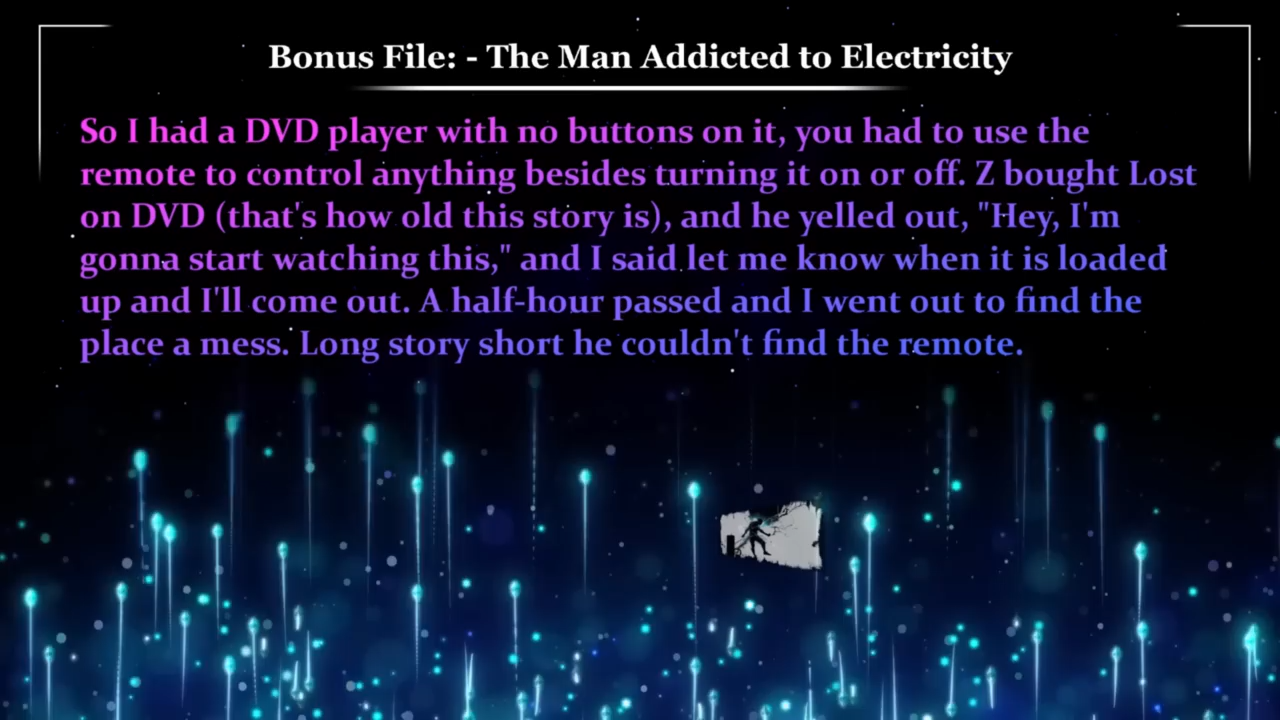 Bonus File: - The Man Addicted to Electricity
So I had a DVD player with no buttons on it, you had to use the
remote to control anything besides turning it on or off. Z bought Lost
on DVD (that's how old this story is), and he yelled out, "Hey, I'm
gonna start watching this," and I said let me know when it is loaded
up and I'll come out. A half-hour passed and I went out to find the
place a mess. Long story short he couldn't find the remote.